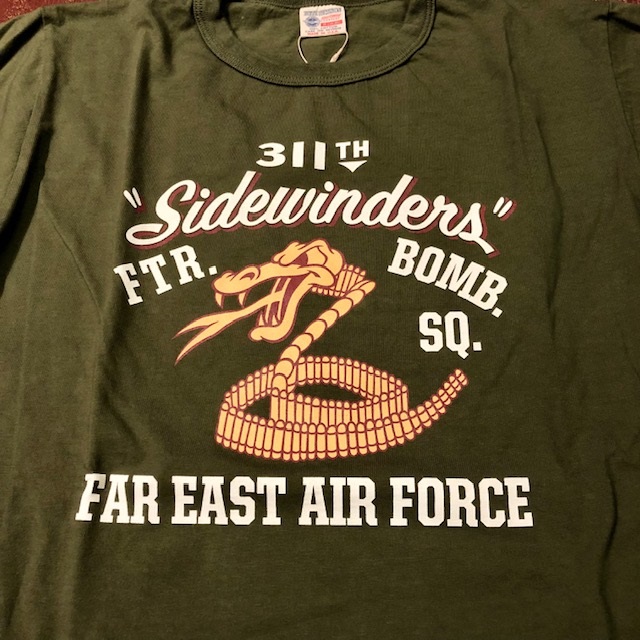 311TH
"Sidewinders"
FTR. BOMB.
SQ.
FAR EAST AIR FORCE